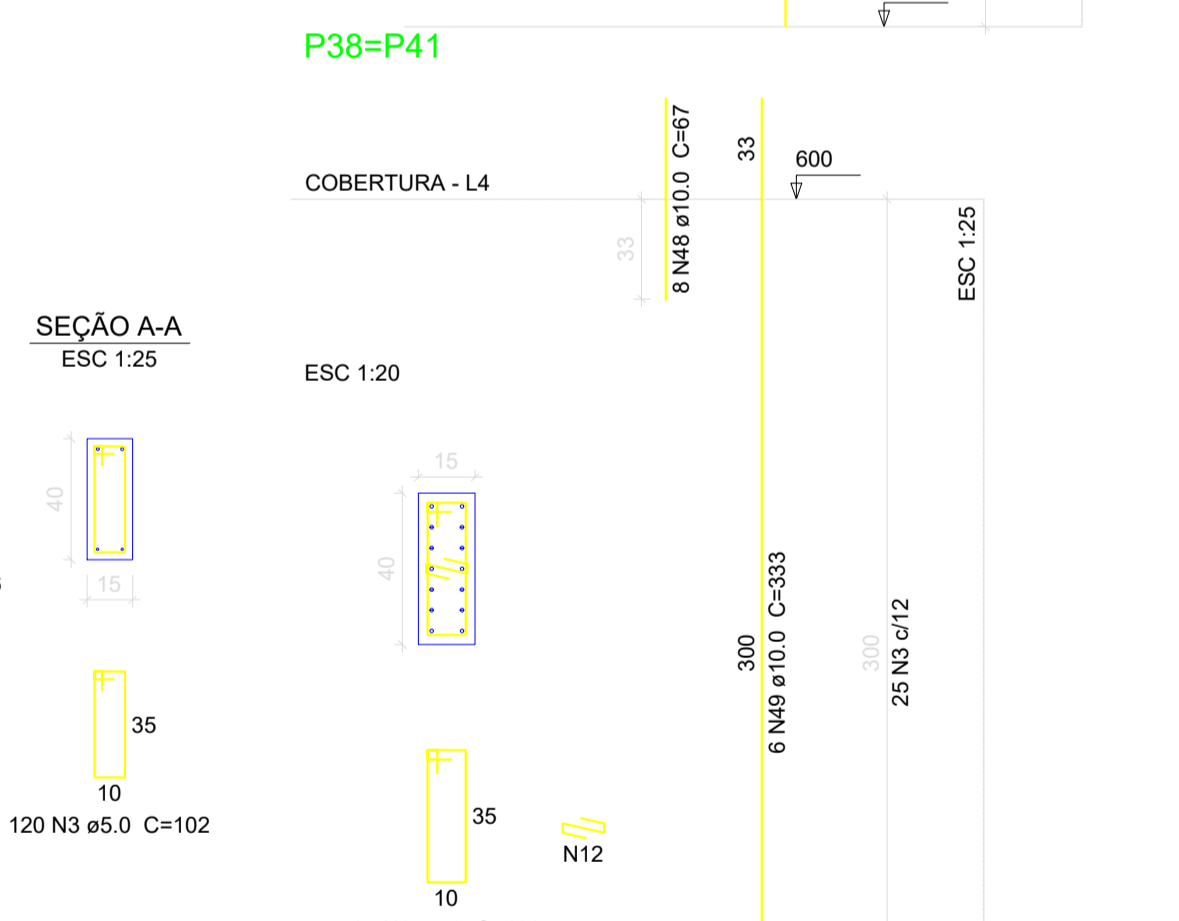 P38=P41
8 N48 ø10.0 C=67
33
600
COBERTURA - L4
33
ESC 1:25
SEÇÃO A-A
ESC 1:25
ESC 1:20
15
40
40
15
300
6 N49 ø10.0 C=333
300
25 N3 c/12
35
10
120 N3 ø5.0 C=102
35
10
N12